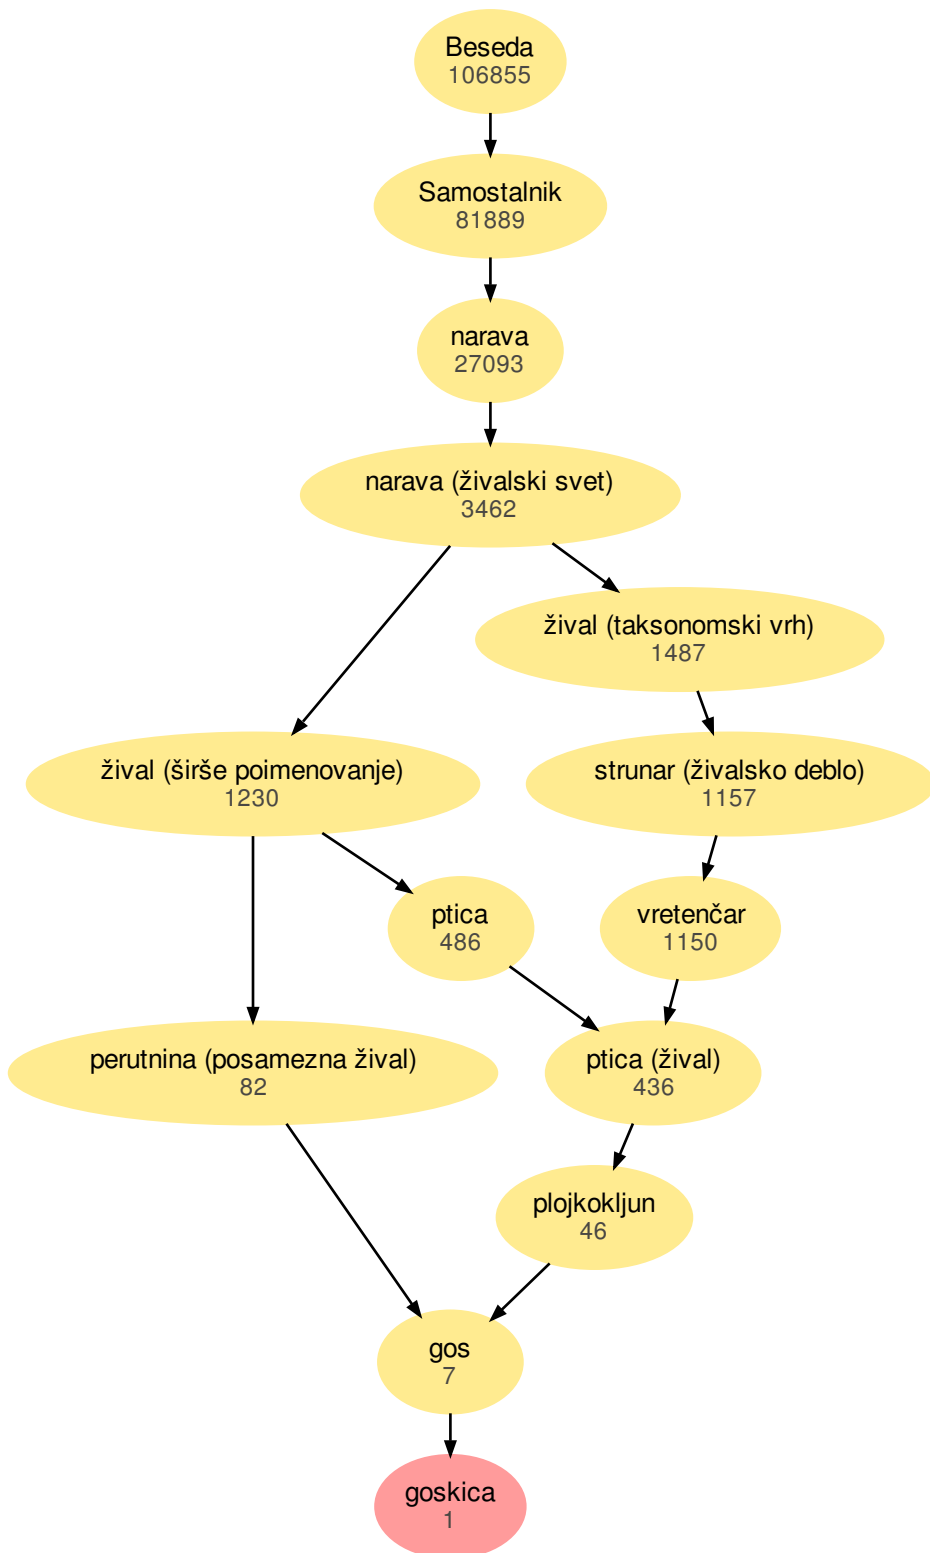 Beseda
106855
Samostalnik
81889
narava
27093
narava (živalski svet)
3462
žival (taksonomski vrh)
1487
žival (širše poimenovanje)
1230
strunar (živalsko deblo)
1157
ptica
486
vretenčar
1150
perutnina (posamezna žival)
82
ptica (žival)
436
plojkokljun
46
gos
7
goskica
1